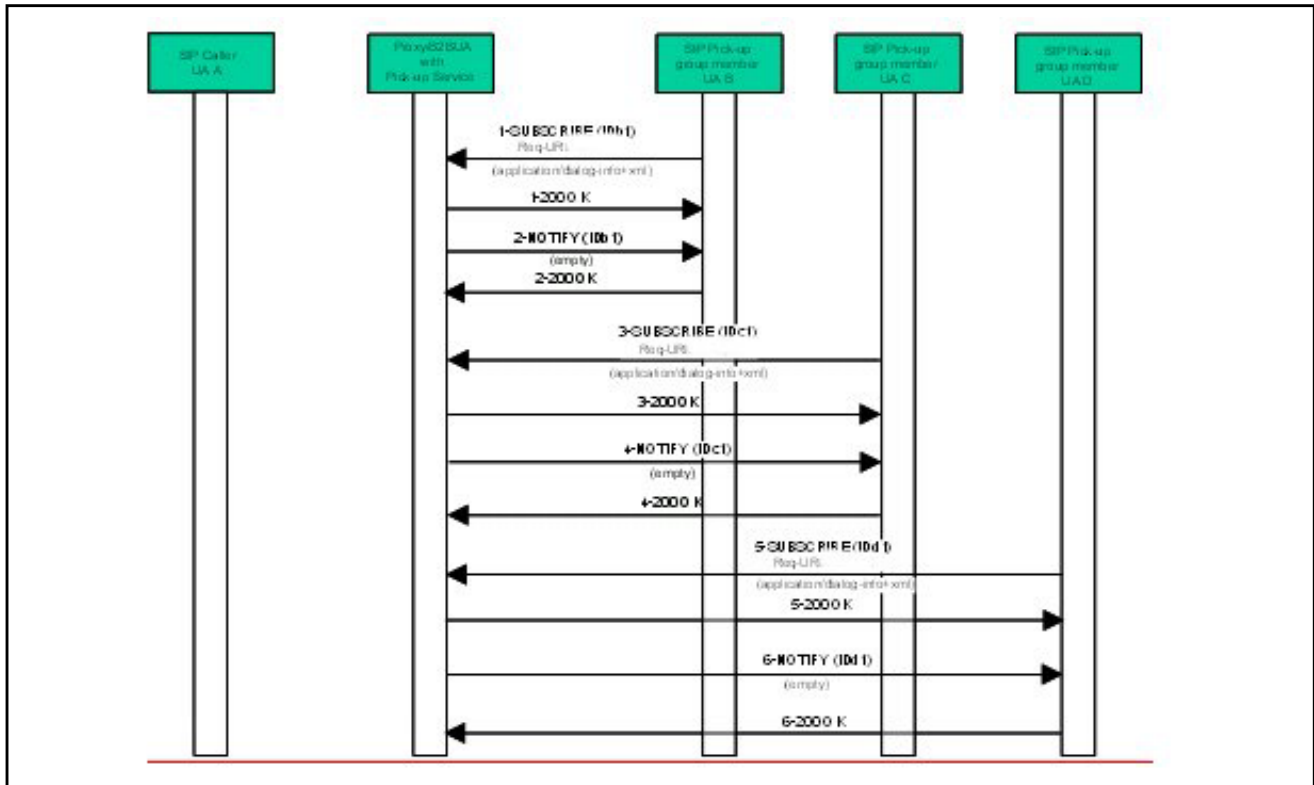 SIP Caller
UA A
Proxy/B2BUA
with
Pick-up Service
SIP Pick-up
group member
UA B
SIP Pick-up
group member
UA C
SIP Pick-up
group member
UA D
1-SUBSCRIBE (IDb1)
Req-URI:
(application/dialog-info+xml)
1-200 OK
2-NOTIFY (IDb1)
(empty)
2-200 OK
3-SUBSCRIBE (IDc1)
Req-URI:
(application/dialog-info+xml)
3-200 OK
4-NOTIFY (IDc1)
(empty)
4-200 OK
5-SUBSCRIBE (IDd1)
Req-URI:
(application/dialog-info+xml)
5-200 OK
6-NOTIFY (IDd1)
(empty)
6-200 OK